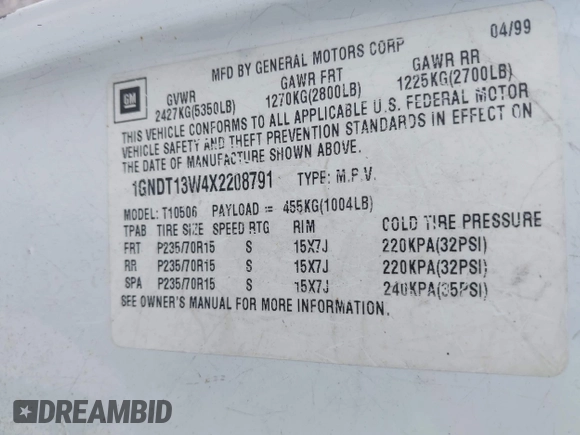 04/99
MFD BY GENERAL MOTORS CORP
GM
GVWR GAWR FRT GAWR RR
2427KG(5350LB) 1270KG(2800LB) 1225KG(2700LB)
THIS VEHICLE CONFORMS TO ALL APPLICABLE U.S. FEDERAL MOTOR
VEHICLE SAFETY AND THEFT PREVENTION STANDARDS IN EFFECT ON
THE DATE OF MANUFACTURE SHOWN ABOVE.
1GNDT13W4X2208791 TYPE: M.P.V.
MODEL: T10506 PAYLOAD = 455KG(1004LB)
TPAB TIRE SIZE SPEED RTG RIM COLD TIRE PRESSURE
FRT P235/70R15 S 15X7J 220KPA(32PSI)
RR P235/70R15 S 15X7J 220KPA(32PSI)
SPA P235/70R15 S 15X7J 240KPA(35PSI)
SEE OWNER'S MANUAL FOR MORE INFORMATION.
DREAMBID